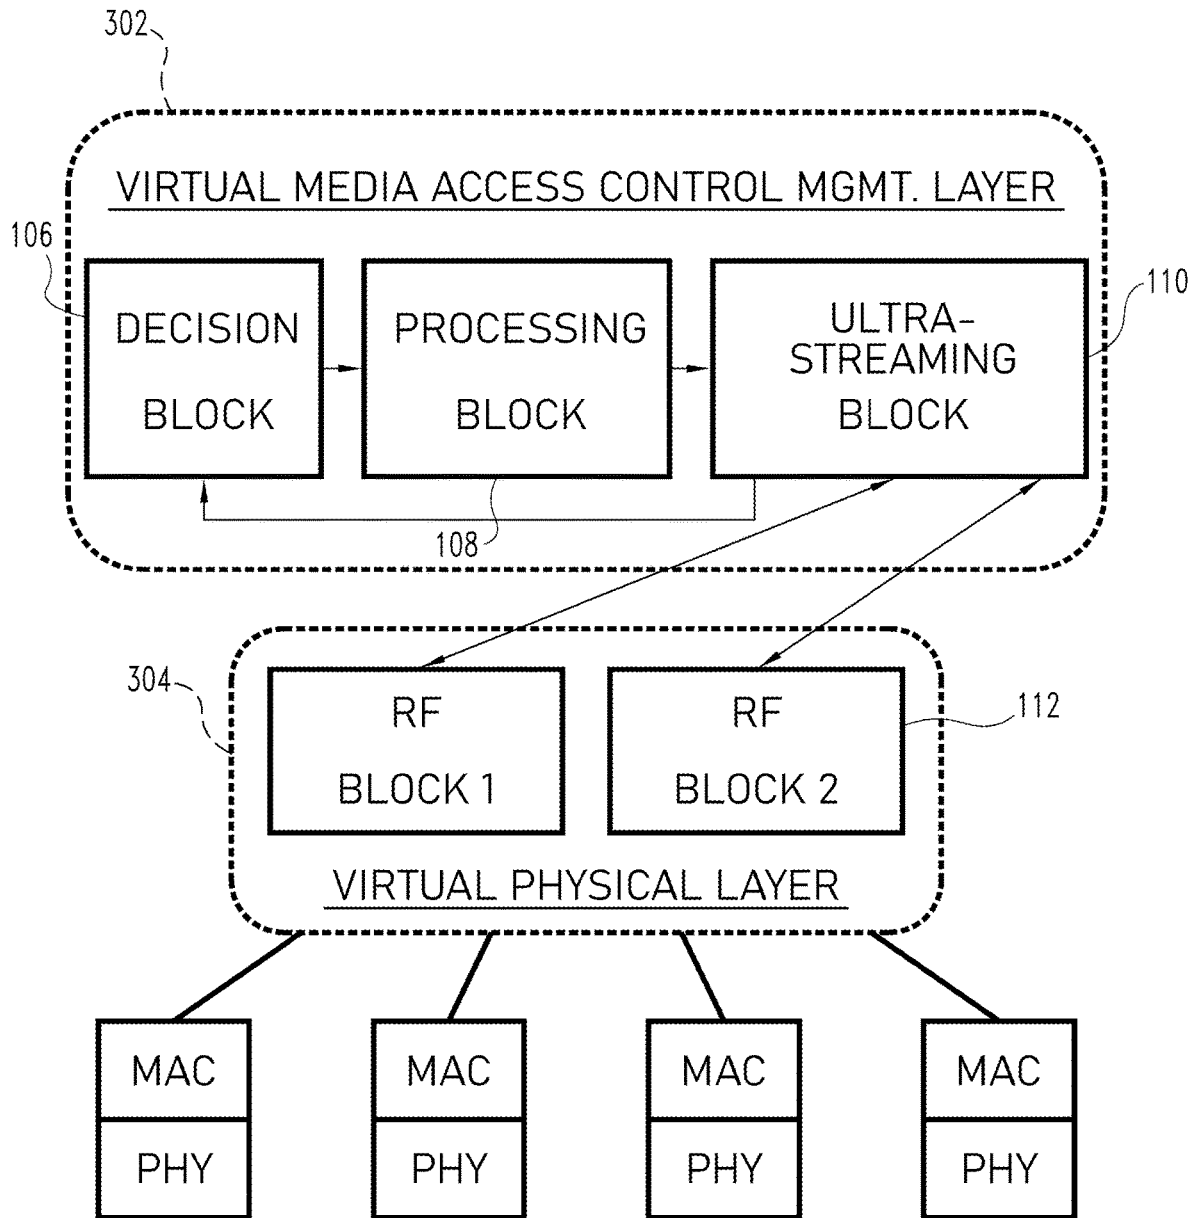 302
VIRTUAL MEDIA ACCESS CONTROL MGMT. LAYER
106
DECISION
BLOCK
PROCESSING
BLOCK
ULTRA-
STREAMING
BLOCK
110
108
304
RF
BLOCK 1
RF
BLOCK 2
112
VIRTUAL PHYSICAL LAYER
MAC
MAC
MAC
MAC
PHY
PHY
PHY
PHY